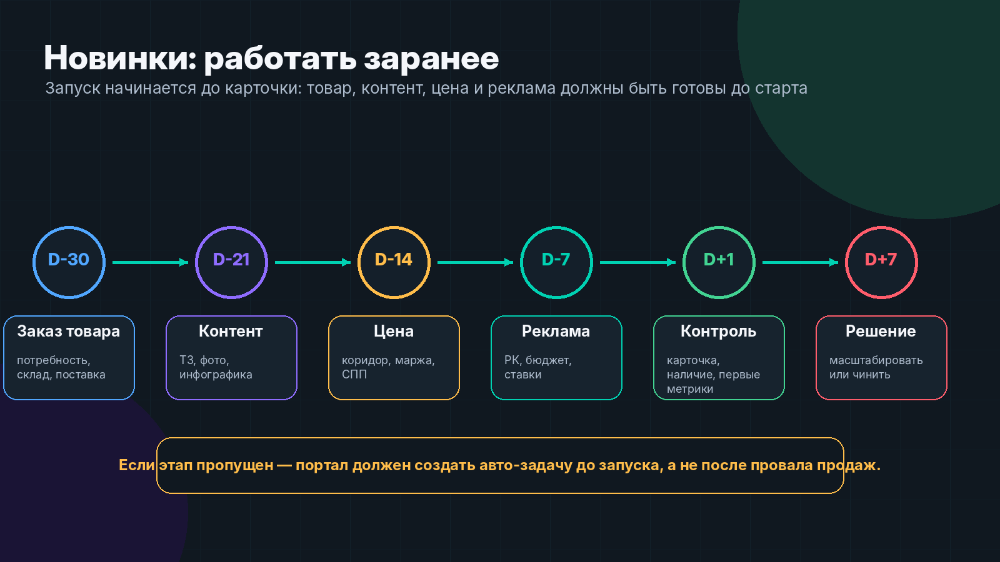 Новинки: работать заранее
Запуск начинается до карточки: товар, контент, цена и реклама должны быть готовы до старта
D-30
D-21
D-14
D-7
D+1
D+7
Заказ товара
потребность,
склад, поставка
Контент
ТЗ, фото,
инфографика
Цена
коридор, маржа,
СПП
Реклама
РК, бюджет,
ставки
Контроль
карточка,
наличие, первые
метрики
Решение
масштабировать
или чинить
Если этап пропущен — портал должен создать авто-задачу до запуска, а не после провала продаж.